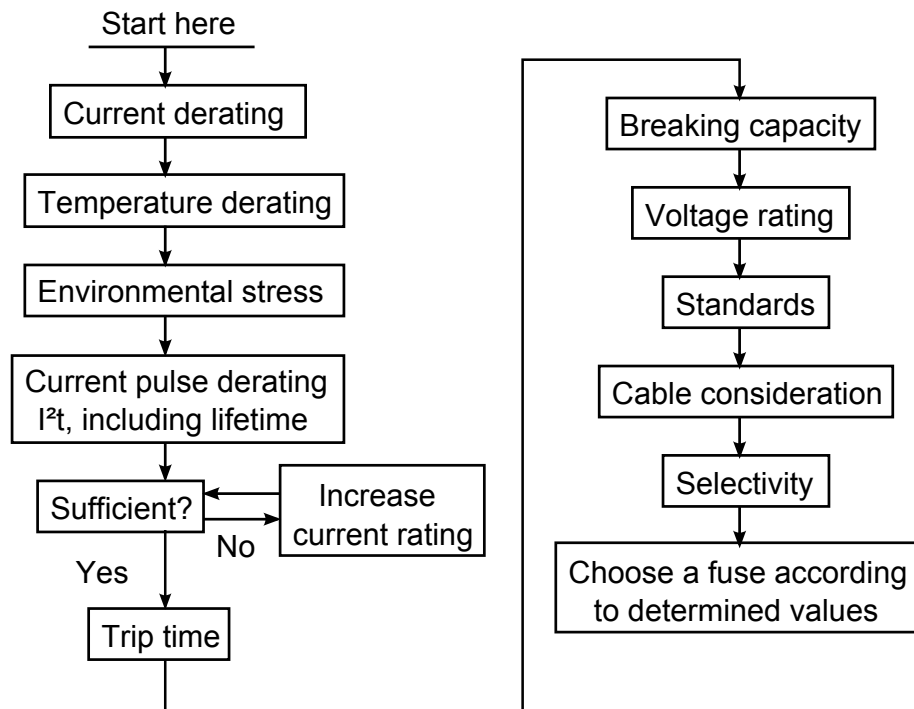 Start here
Current derating
Temperature derating
Environmental stress
Current pulse derating
I²t, including lifetime
Sufficient?
Increase
current rating
No
Yes
Trip time
Breaking capacity
Voltage rating
Standards
Cable consideration
Selectivity
Choose a fuse according
to determined values